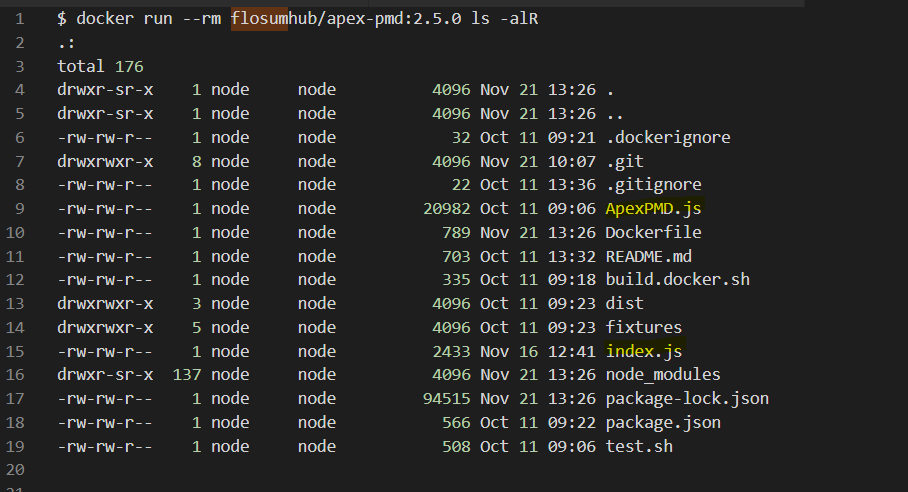 1 $ docker run --rm flosumhub/apex-pmd:2.5.0 ls -alR
2 .:
3 total 176
4 drwxr-sr-x    1 node     node          4096 Nov 21 13:26 .
5 drwxr-sr-x    1 node     node          4096 Nov 21 13:26 ..
6 -rw-rw-r--    1 node     node            32 Oct 11 09:21 .dockerignore
7 drwxrwxr-x    8 node     node          4096 Nov 21 10:07 .git
8 -rw-rw-r--    1 node     node            22 Oct 11 13:36 .gitignore
9 -rw-rw-r--    1 node     node         20982 Oct 11 09:06 ApexPMD.js
10 -rw-rw-r--    1 node     node           789 Nov 21 13:26 Dockerfile
11 -rw-rw-r--    1 node     node           703 Oct 11 13:32 README.md
12 -rw-rw-r--    1 node     node           335 Oct 11 09:18 build.docker.sh
13 drwxrwxr-x    3 node     node          4096 Oct 11 09:23 dist
14 drwxrwxr-x    5 node     node          4096 Oct 11 09:23 fixtures
15 -rw-rw-r--    1 node     node          2433 Nov 16 12:41 index.js
16 drwxr-sr-x  137 node     node          4096 Nov 21 13:26 node_modules
17 -rw-rw-r--    1 node     node         94515 Nov 21 13:26 package-lock.json
18 -rw-rw-r--    1 node     node           566 Oct 11 09:22 package.json
19 -rw-rw-r--    1 node     node           508 Oct 11 09:06 test.sh
20